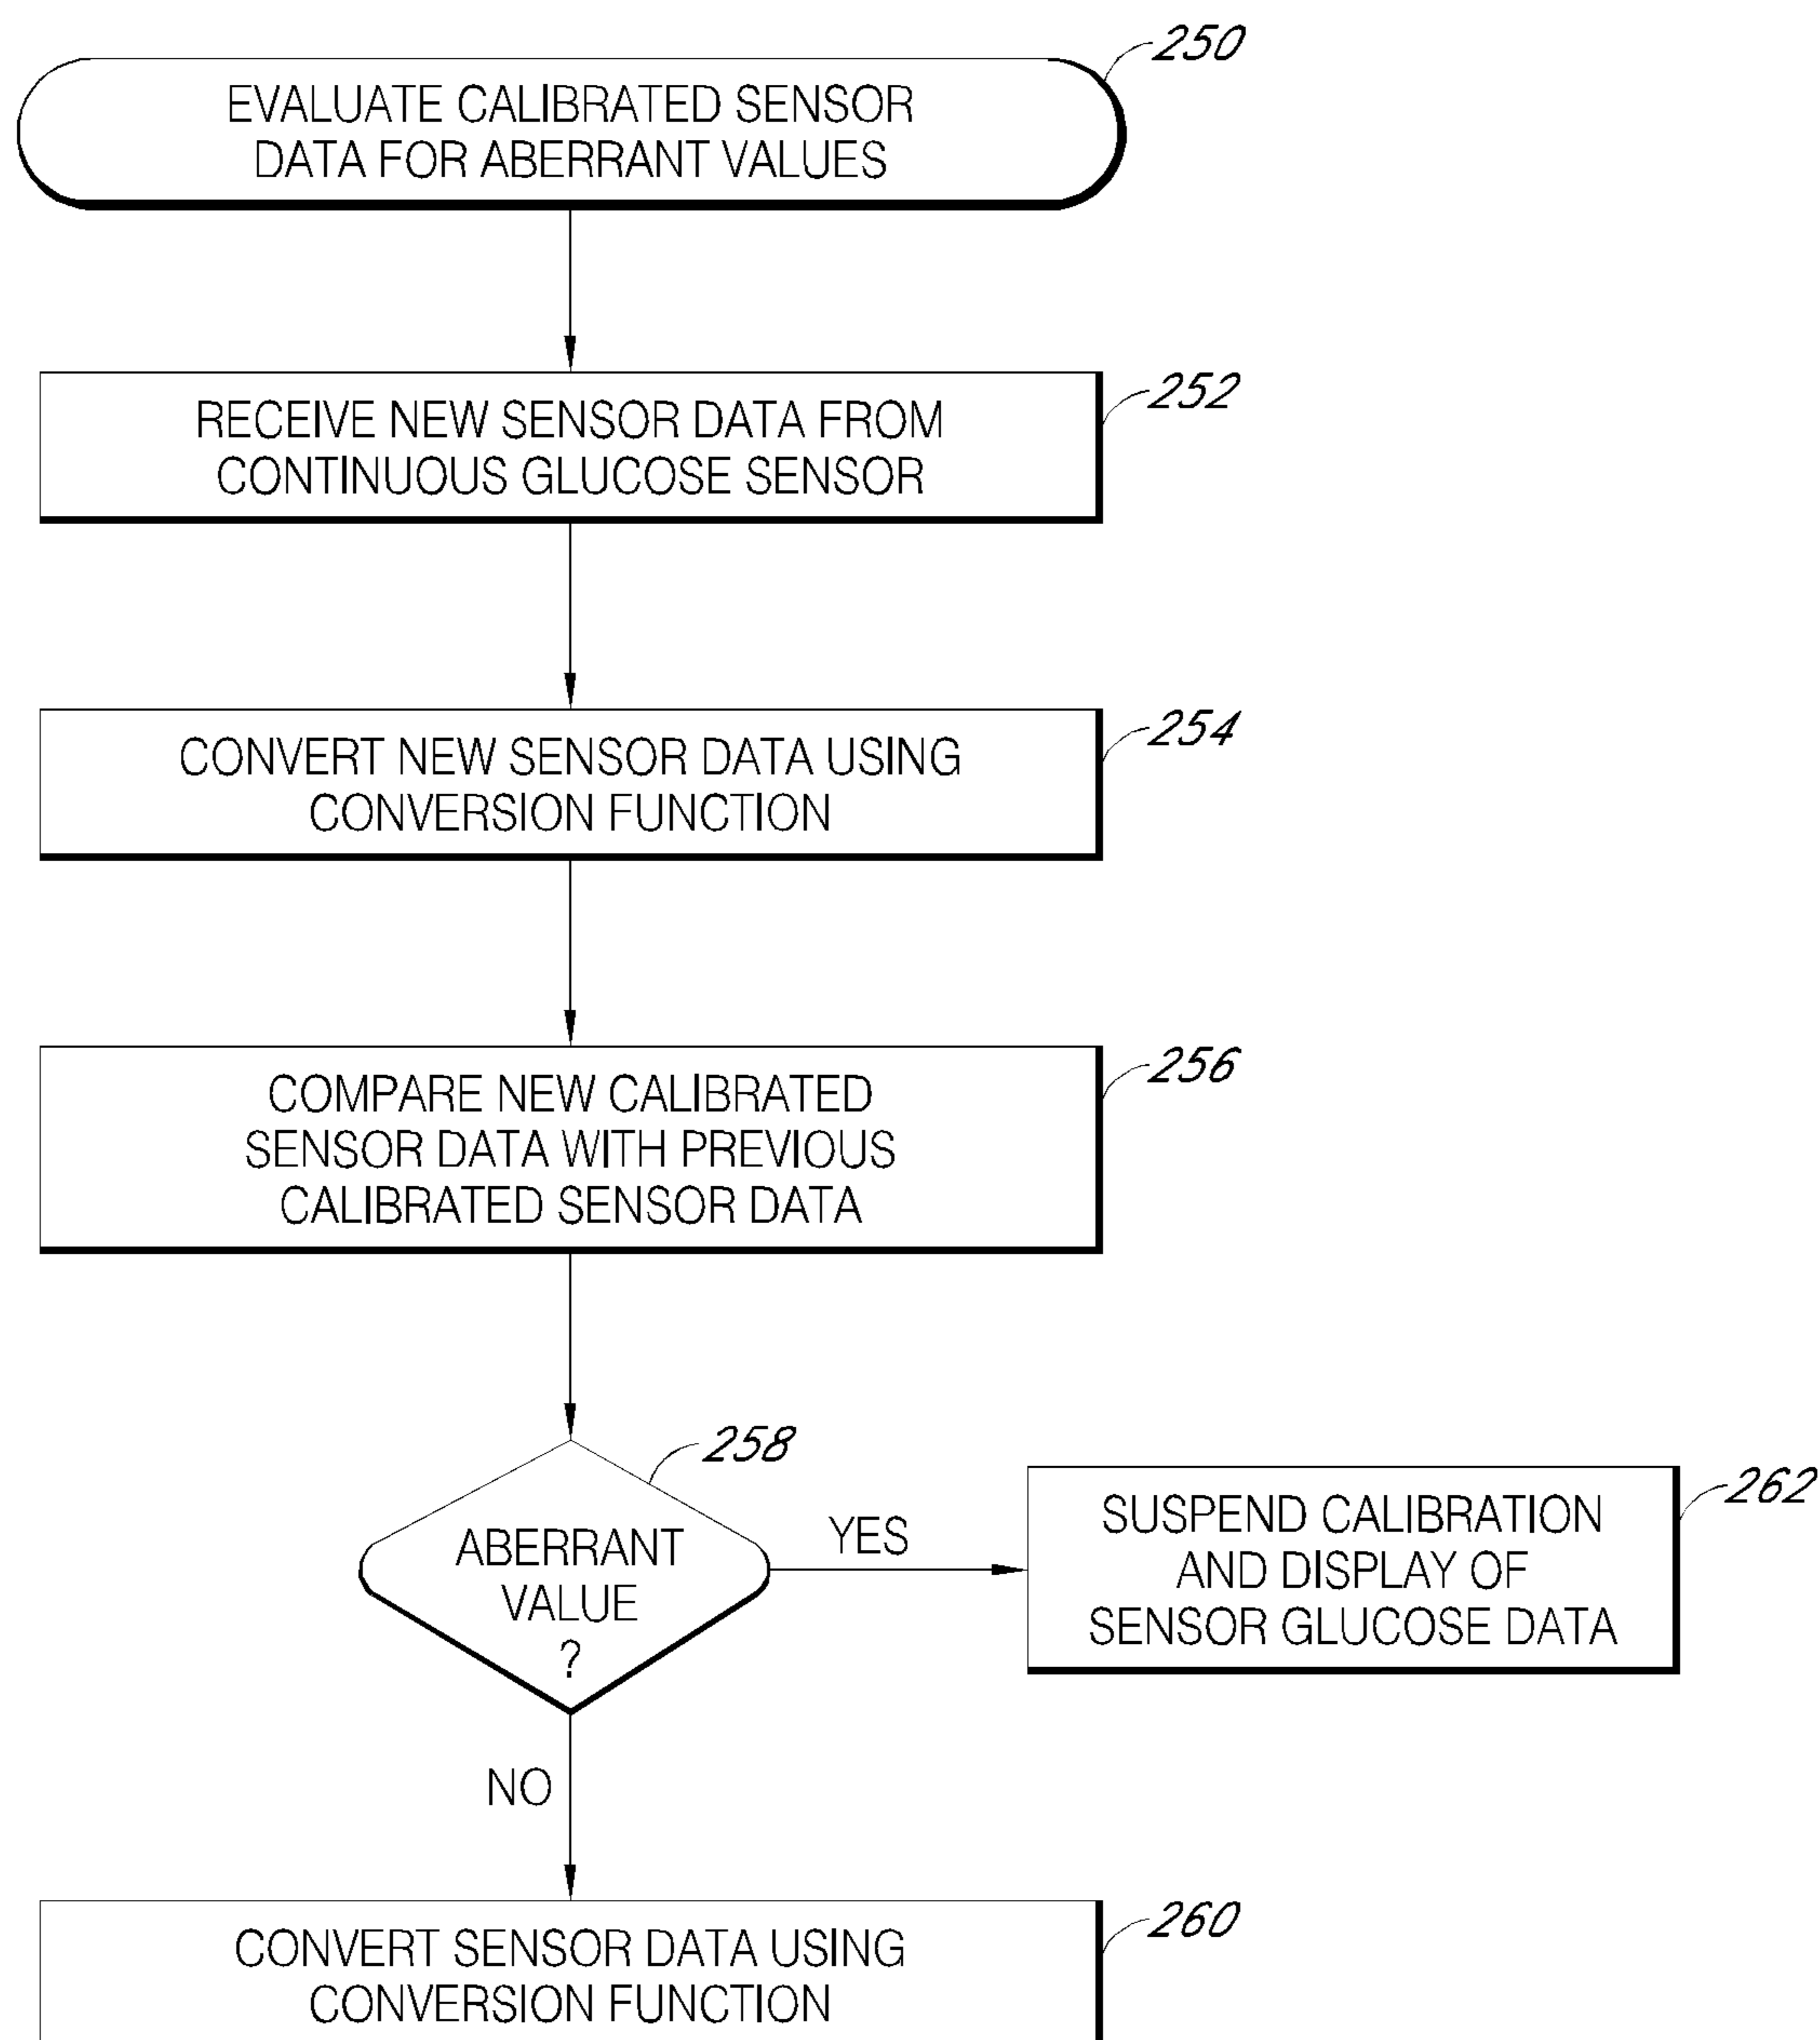 250
EVALUATE CALIBRATED SENSOR
DATA FOR ABERRANT VALUES
252
RECEIVE NEW SENSOR DATA FROM
CONTINUOUS GLUCOSE SENSOR
254
CONVERT NEW SENSOR DATA USING
CONVERSION FUNCTION
256
COMPARE NEW CALIBRATED
SENSOR DATA WITH PREVIOUS
CALIBRATED SENSOR DATA
258
ABERRANT
VALUE
?
YES
262
SUSPEND CALIBRATION
AND DISPLAY OF
SENSOR GLUCOSE DATA
NO
260
CONVERT SENSOR DATA USING
CONVERSION FUNCTION